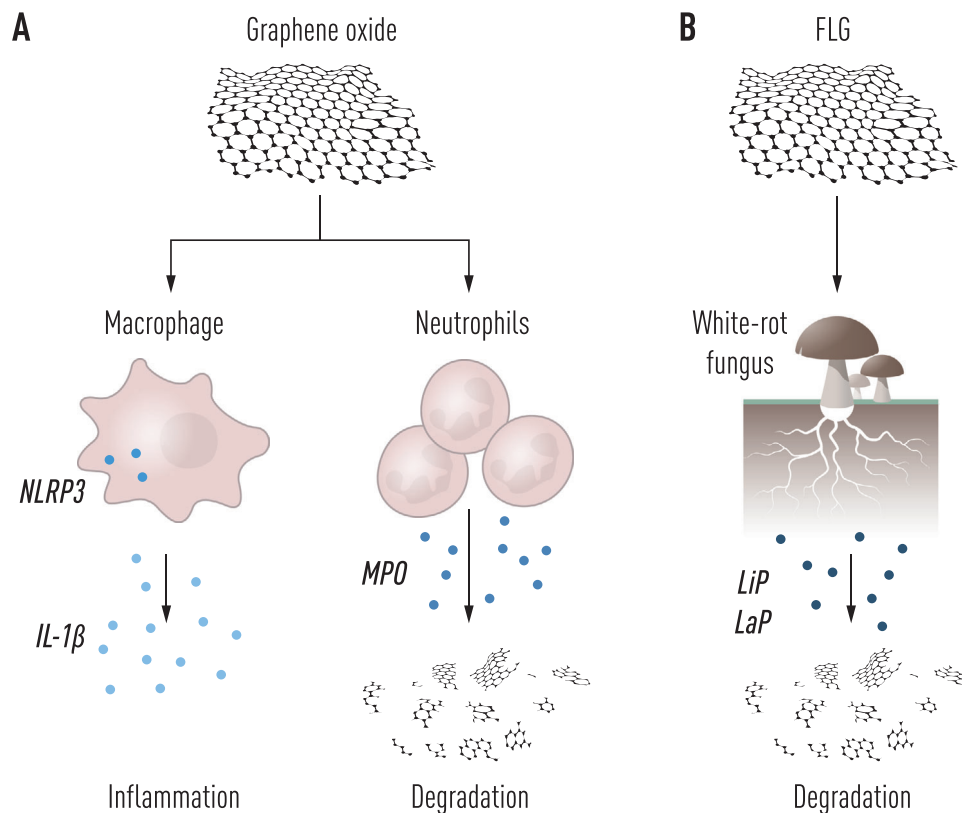 A
Graphene oxide
Macrophage
NLRP3
IL-1β
Inflammation
Neutrophils
MPO
Degradation
B
FLG
White-rot
fungus
LiP
LaP
Degradation